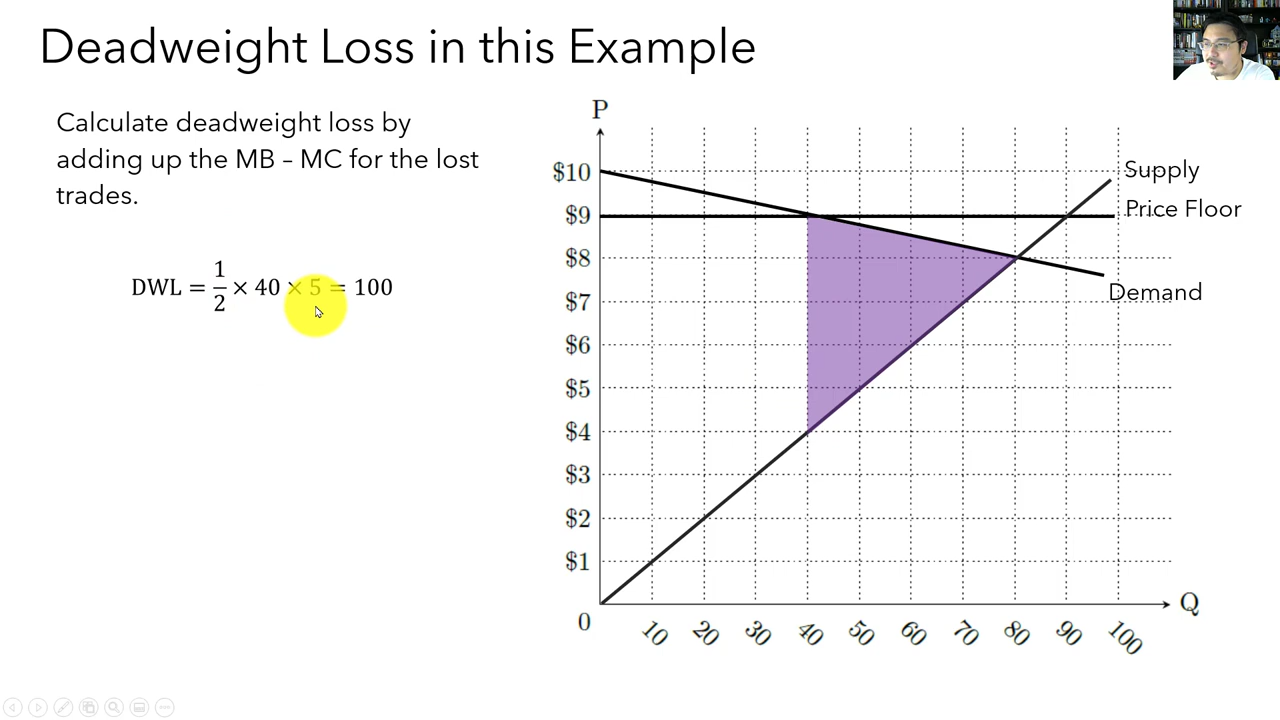 Deadweight Loss in this Example
Calculate deadweight loss by
adding up the MB – MC for the lost
trades.
DWL = 1/2 × 40 × 5 = 100
P
$10
$9
$8
$7
$6
$5
$4
$3
$2
$1
0
10
20
30
40
50
60
70
80
90
100
Q
Supply
Price Floor
Demand